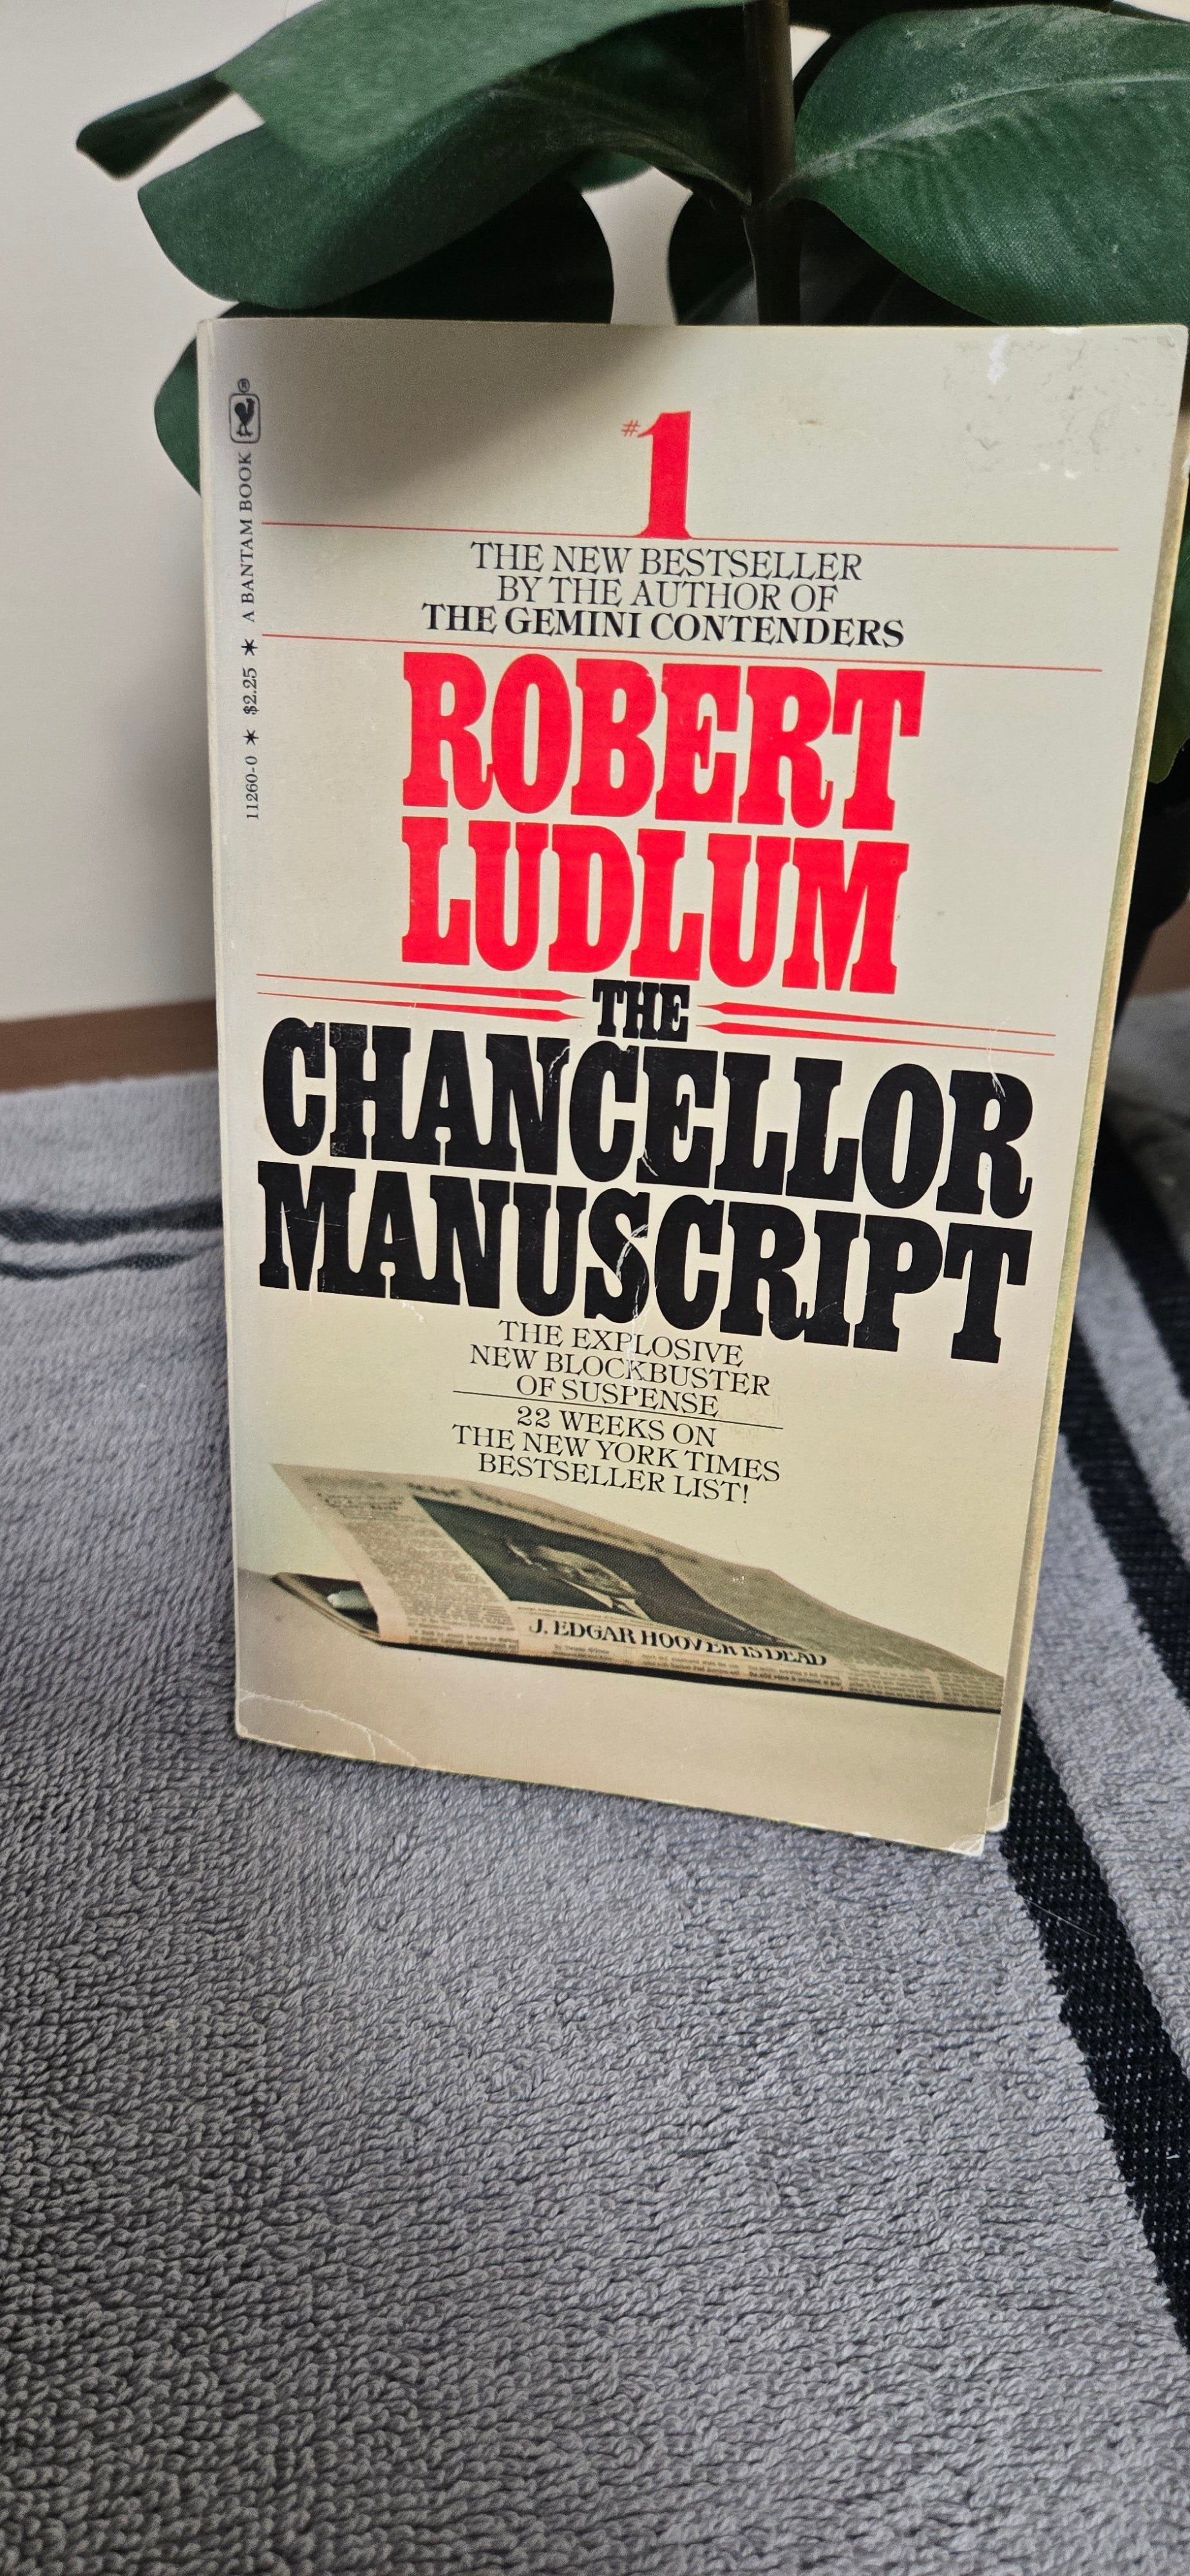 11260-0 * $2.25 * A BANTAM BOOK ®
#1
THE NEW BESTSELLER
BY THE AUTHOR OF
THE GEMINI CONTENDERS
ROBERT
LUDLUM
THE
CHANCELLOR
MANUSCRIPT
THE EXPLOSIVE
NEW BLOCKBUSTER
OF SUSPENSE
22 WEEKS ON
THE NEW YORK TIMES
BESTSELLER LIST!
J. EDGAR HOOVER IS DEAD